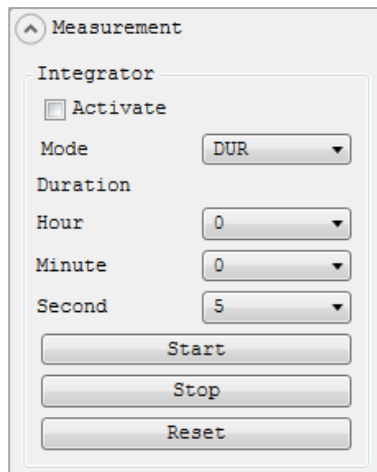 Measurement
Integrator
Activate
Mode DUR
Duration
Hour 0
Minute 0
Second 5
Start
Stop
Reset